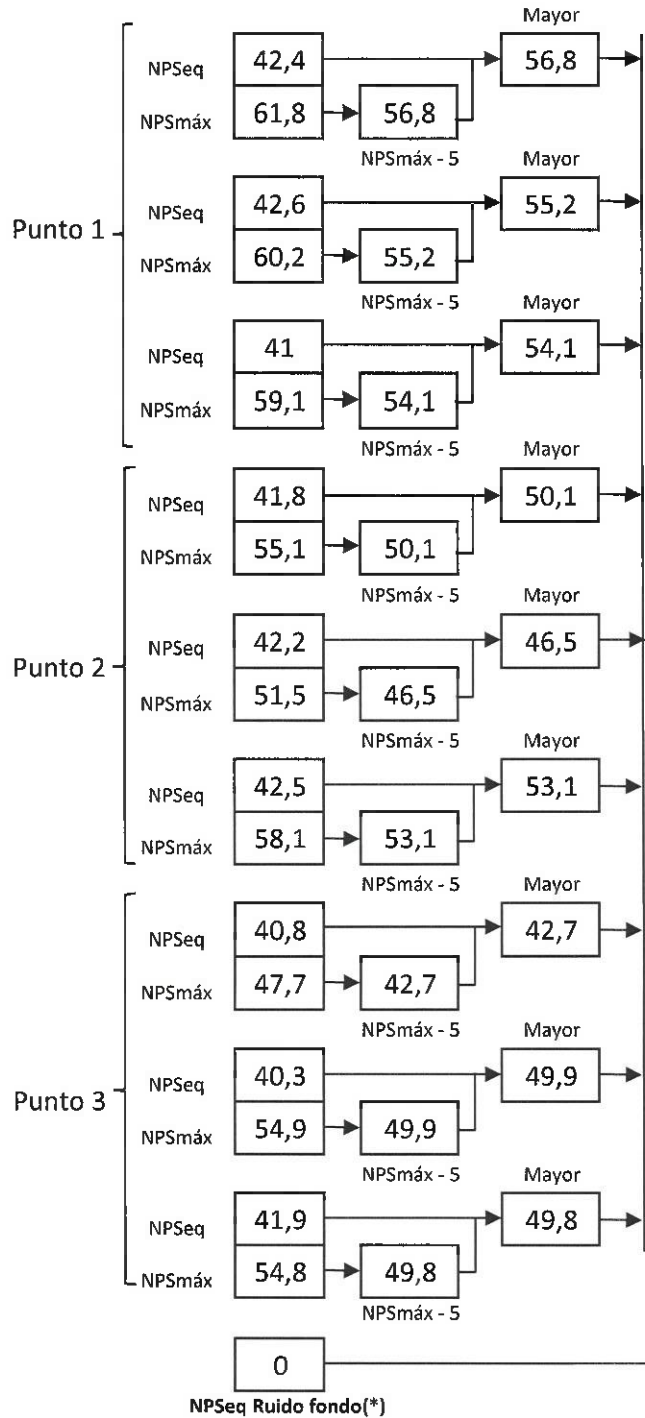 Mayor
NPSeq 42,4 56,8
NPSmáx 61,8 56,8
NPSmáx - 5
Mayor
NPSeq 42,6 55,2
Punto 1
NPSmáx 60,2 55,2
NPSmáx - 5
Mayor
NPSeq 41 54,1
NPSmáx 59,1 54,1
NPSmáx - 5
Mayor
NPSeq 41,8 50,1
NPSmáx 55,1 50,1
NPSmáx - 5
Mayor
NPSeq 42,2 46,5
Punto 2
NPSmáx 51,5 46,5
NPSmáx - 5
Mayor
NPSeq 42,5 53,1
NPSmáx 58,1 53,1
NPSmáx - 5
Mayor
NPSeq 40,8 42,7
NPSmáx 47,7 42,7
NPSmáx - 5
Mayor
NPSeq 40,3 49,9
Punto 3
NPSmáx 54,9 49,9
NPSmáx - 5
Mayor
NPSeq 41,9 49,8
NPSmáx 54,8 49,8
NPSmáx - 5
0
NPSeq Ruido fondo(*)